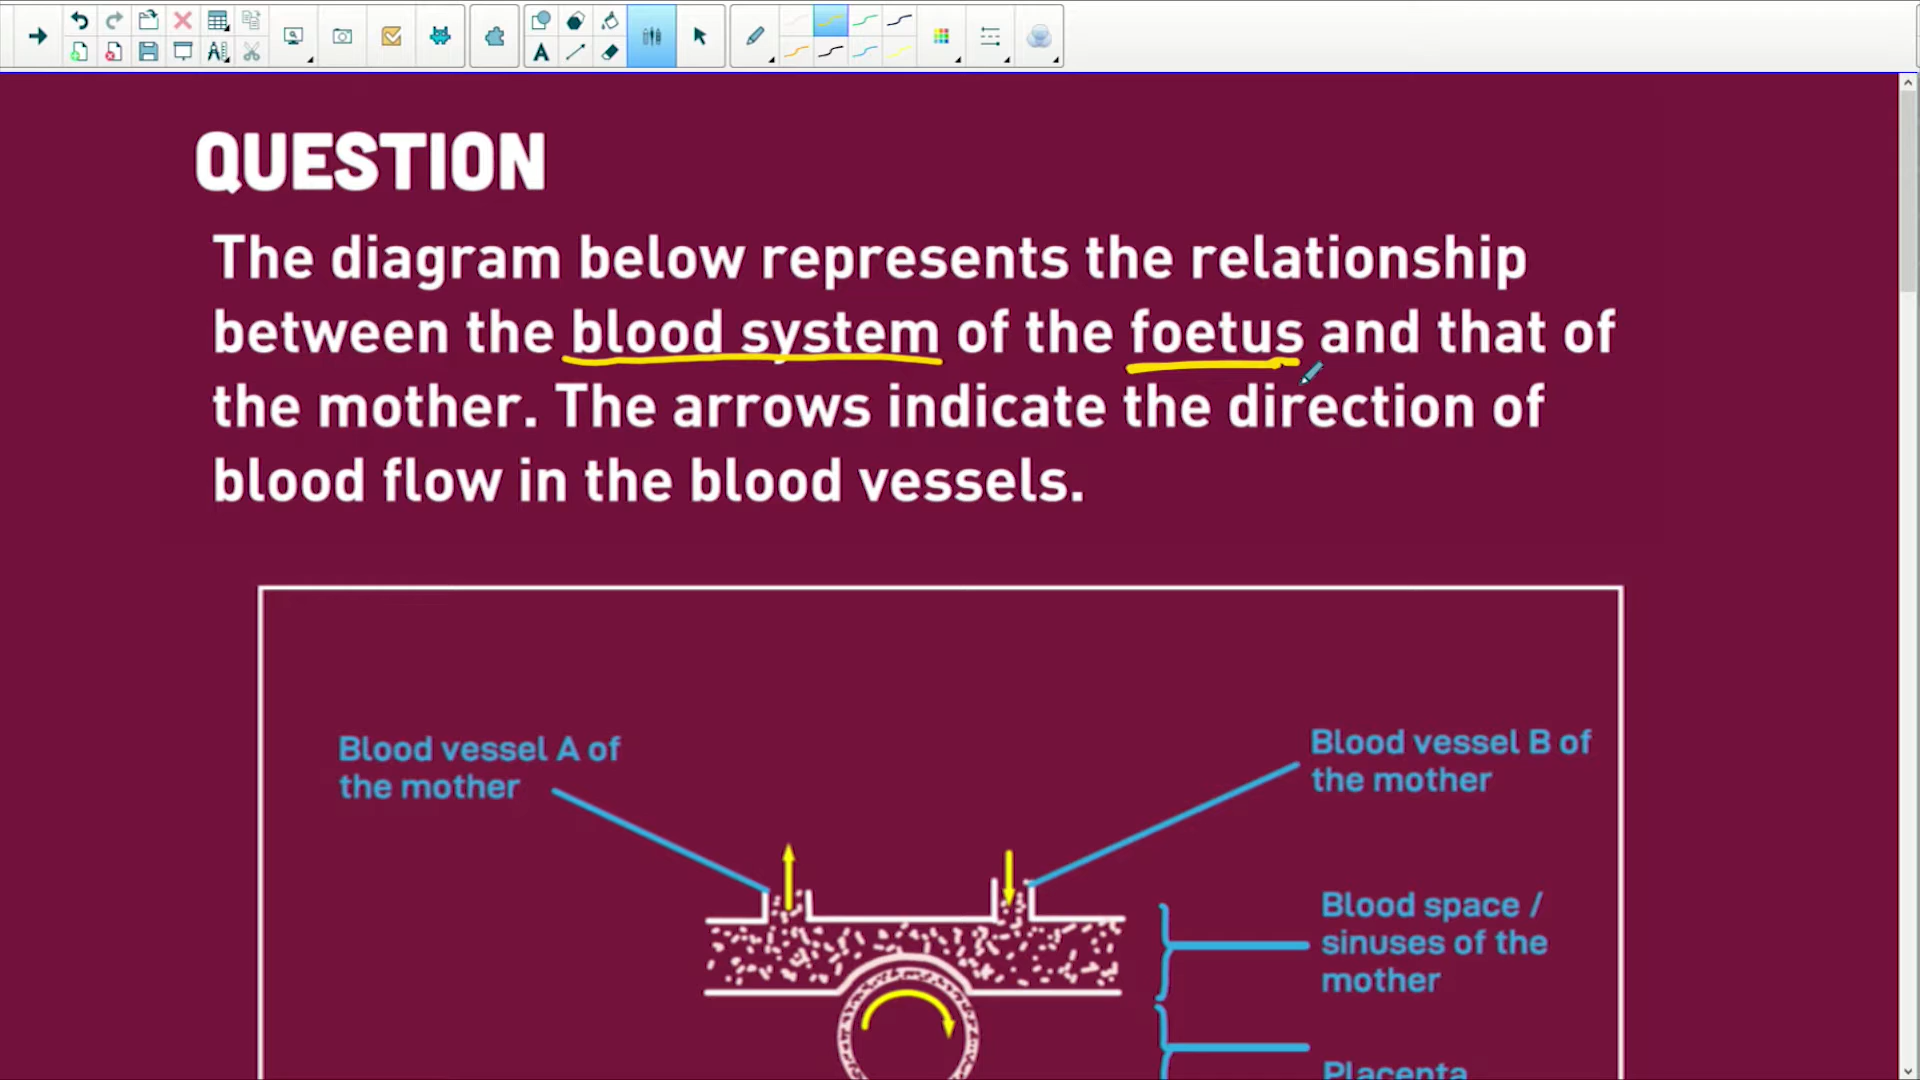 QUESTION
The diagram below represents the relationship
between the blood system of the foetus and that of
the mother. The arrows indicate the direction of
blood flow in the blood vessels.
Blood vessel A of
the mother
Blood vessel B of
the mother
Blood space /
sinuses of the
mother
Placenta